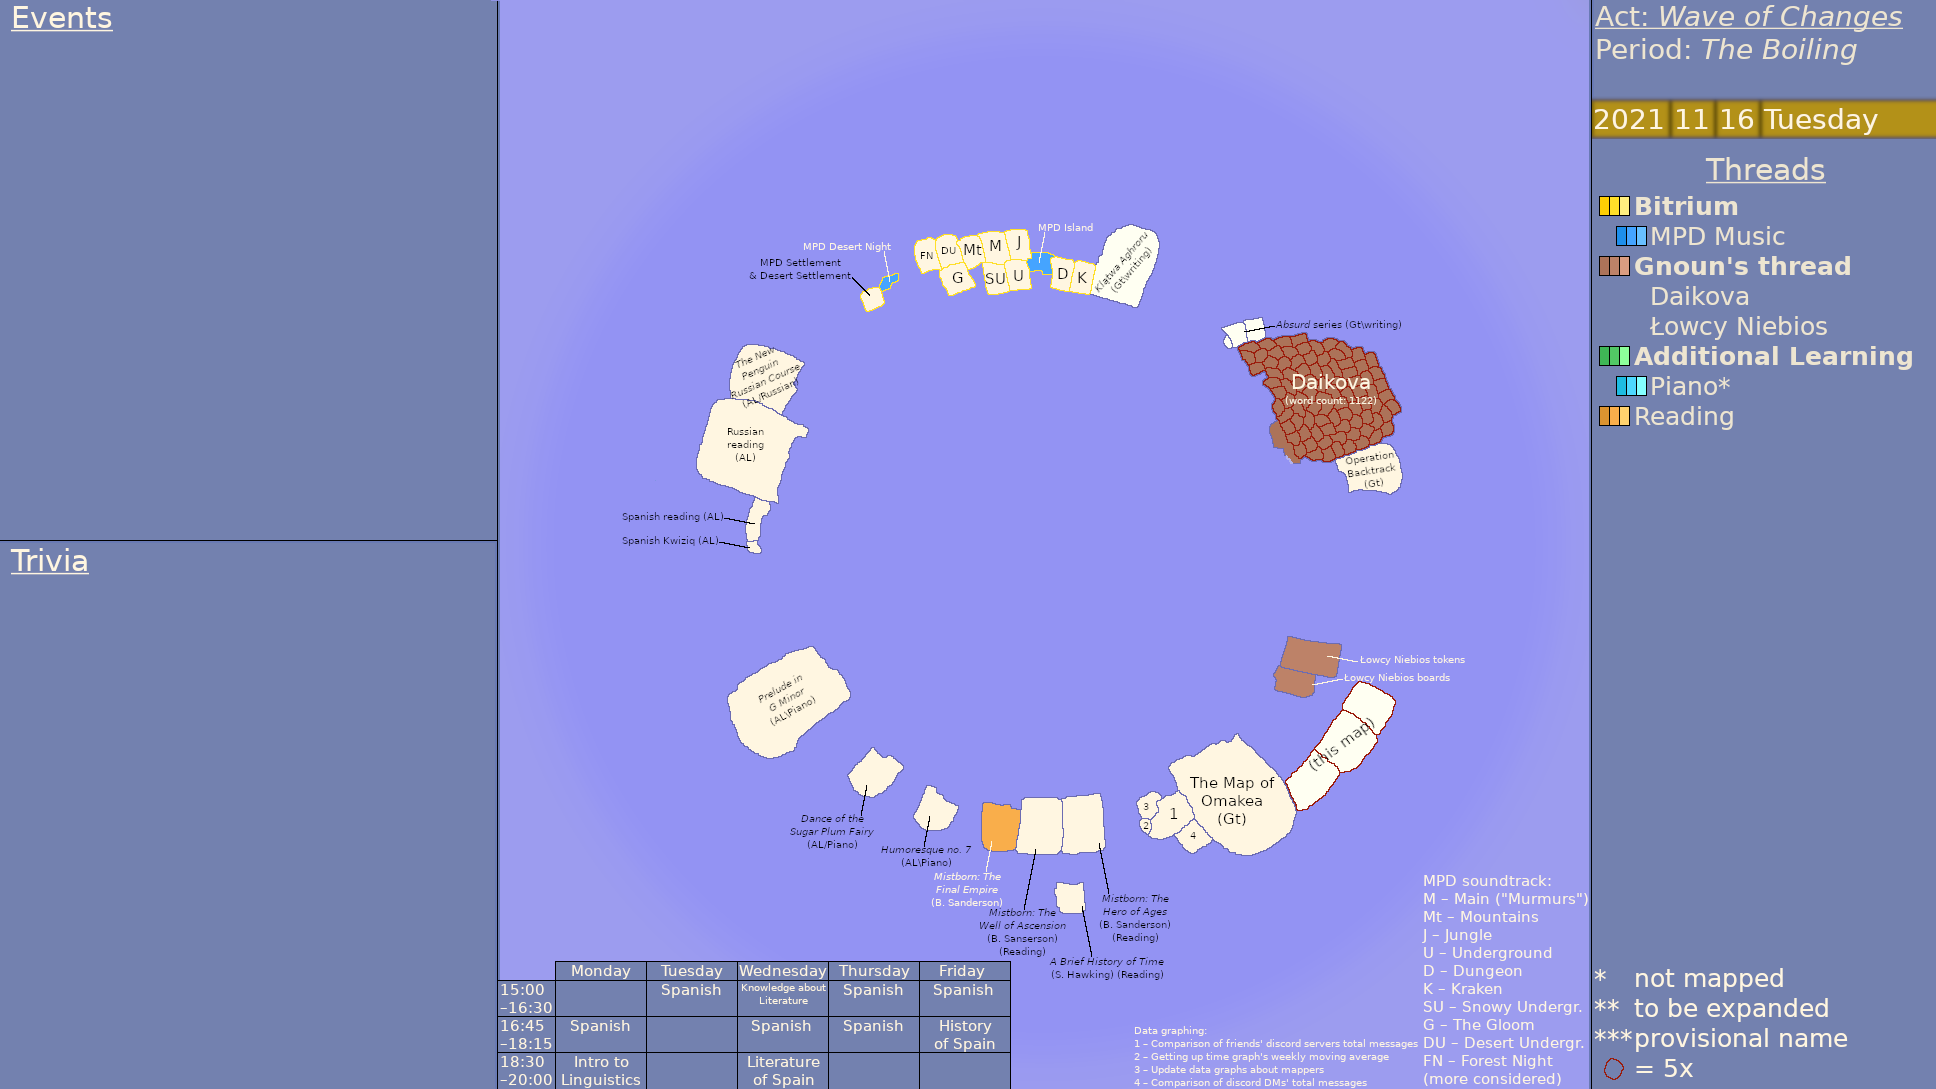 Events
Trivia
MPD Desert Night
MPD Settlement
& Desert Settlement
FN
DU
Mt
M
J
G
SU
U
MPD Island
D
K
Klątwa Aghroru
(Gt\writing)
Absurd series (Gt\writing)
Daikova
(word count: 1122)
Operation
Backtrack
(Gt)
The New
Penguin
Russian Course
(AL/Russian)
Russian
reading
(AL)
Spanish reading (AL)
Spanish Kwiziq (AL)
Prelude in
G Minor
(AL\Piano)
Dance of the
Sugar Plum Fairy
(AL/Piano)
Humoresque no. 7
(AL\Piano)
Mistborn: The
Final Empire
(B. Sanderson)
Mistborn: The
Well of Ascension
(B. Sanserson)
(Reading)
Mistborn: The
Hero of Ages
(B. Sanderson)
(Reading)
A Brief History of Time
(S. Hawking) (Reading)
3
2
1
4
The Map of
Omakea
(Gt)
(this map)
Łowcy Niebios tokens
Łowcy Niebios boards
Monday Tuesday Wednesday Thursday Friday
15:00
–16:30
Spanish
Knowledge about
Literature
Spanish
Spanish
16:45
–18:15
Spanish
Spanish
Spanish
History
of Spain
18:30
–20:00
Intro to
Linguistics
Literature
of Spain
Data graphing:
1 – Comparison of friends' discord servers total messages
2 – Getting up time graph's weekly moving average
3 – Update data graphs about mappers
4 – Comparison of discord DMs' total messages
MPD soundtrack:
M – Main ("Murmurs")
Mt – Mountains
J – Jungle
U – Underground
D – Dungeon
K – Kraken
SU – Snowy Undergr.
G – The Gloom
DU – Desert Undergr.
FN – Forest Night
(more considered)
Act: Wave of Changes
Period: The Boiling
2021 11 16 Tuesday
Threads
Bitrium
MPD Music
Gnoun's thread
Daikova
Łowcy Niebios
Additional Learning
Piano*
Reading
* not mapped
** to be expanded
*** provisional name
= 5x